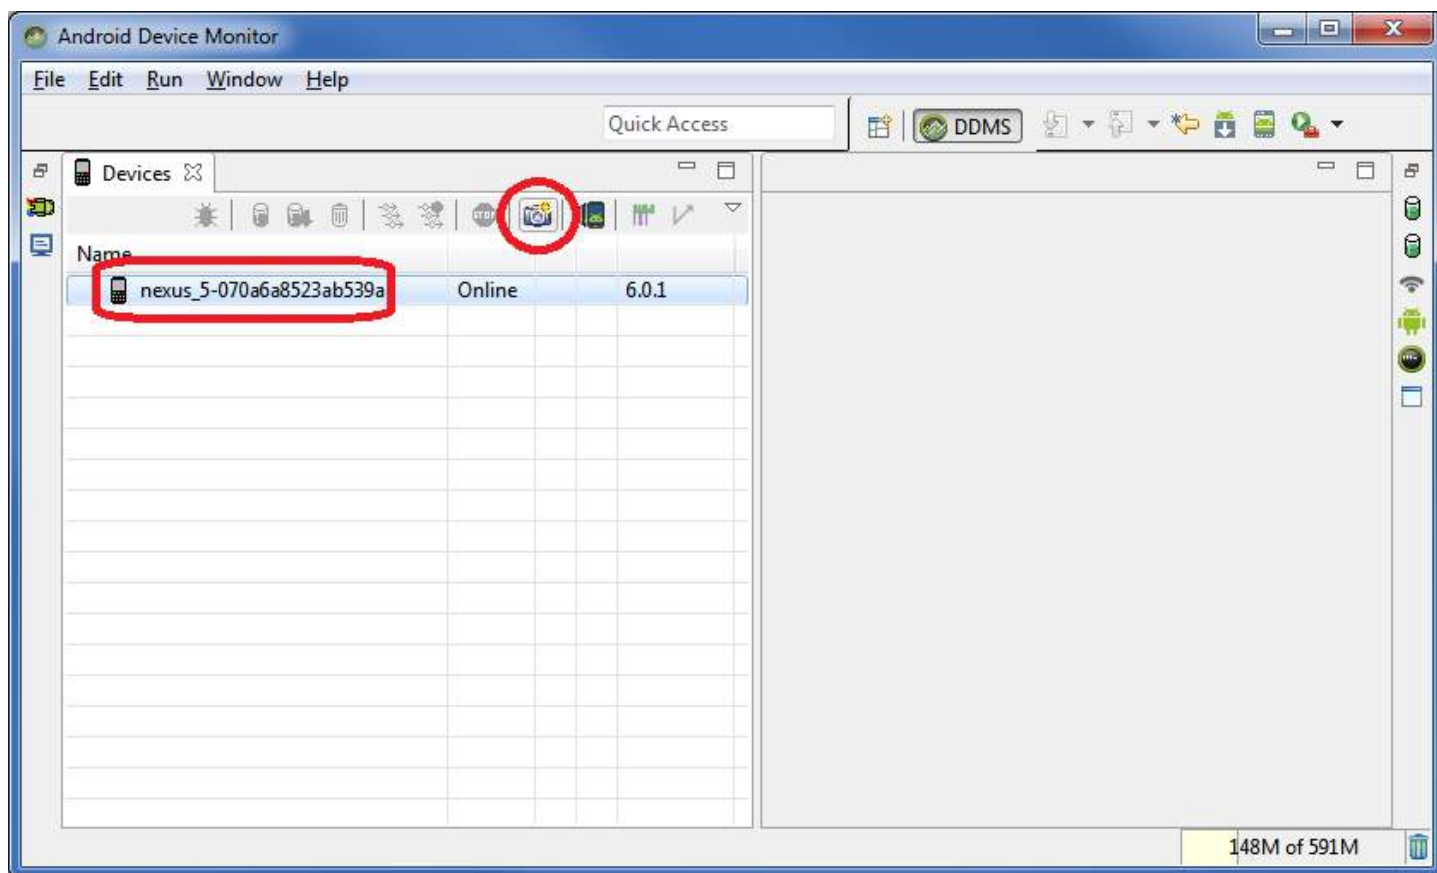 Android Device Monitor
File Edit Run Window Help
Quick Access
DDMS
Devices
STOP
Name
nexus_5-070a6a8523ab539a Online 6.0.1
148M of 591M